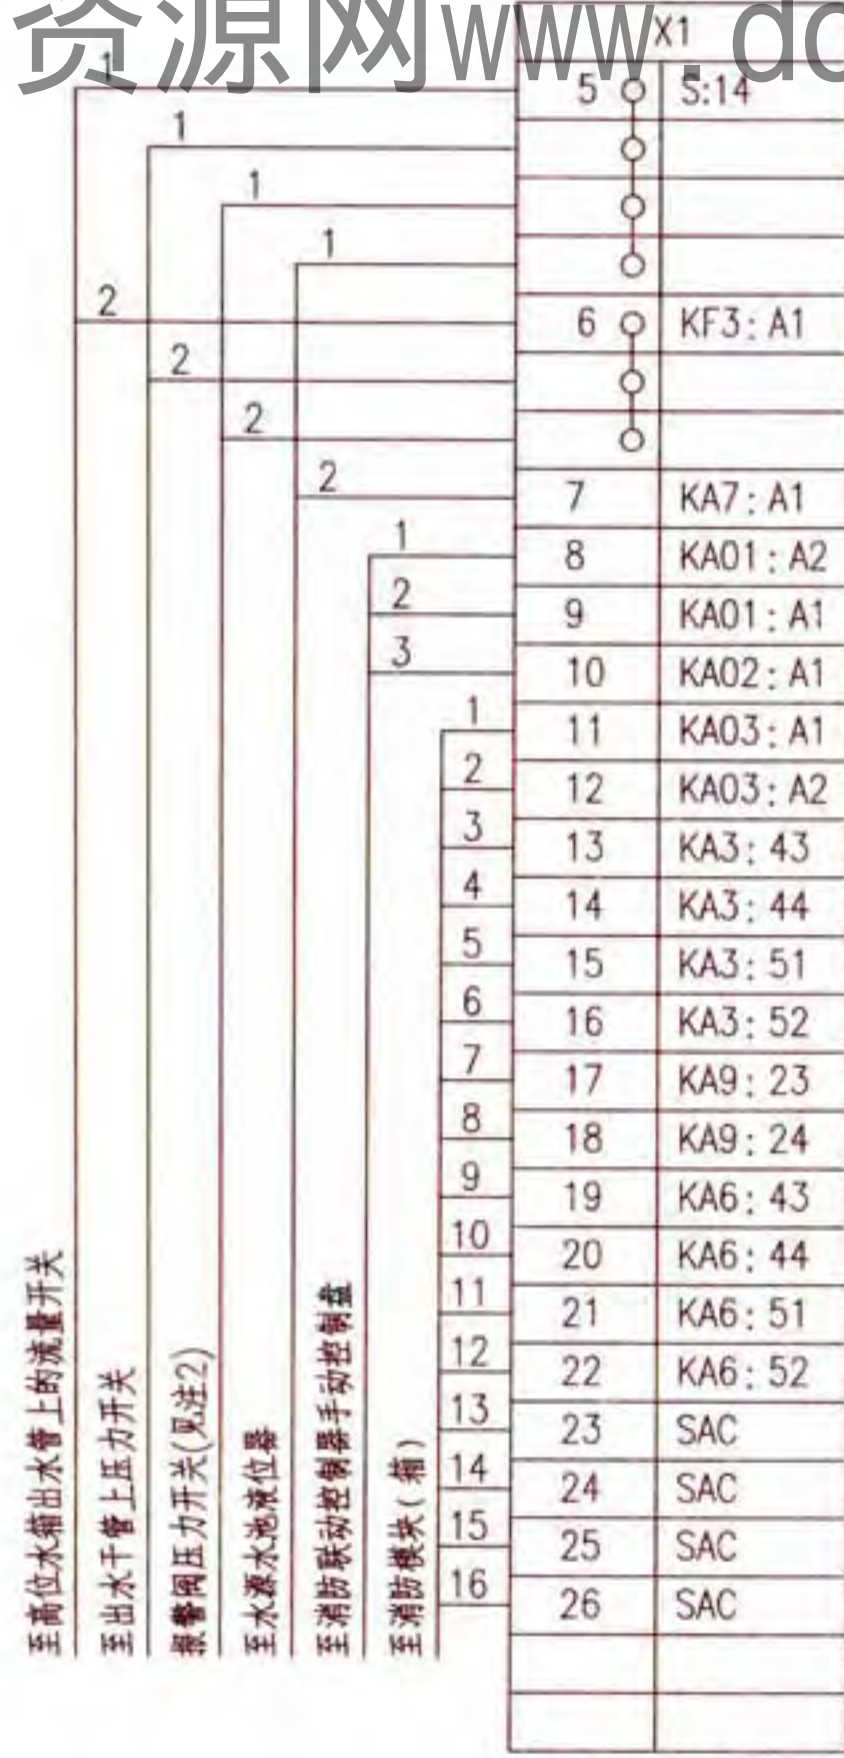 资源网www.do
X1
1 5 S:14
1
1
1
2 6 KF3:A1
2
2
2 7 KA7:A1
1 8 KA01:A2
2 9 KA01:A1
3 10 KA02:A1
1 11 KA03:A1
2 12 KA03:A2
3 13 KA3:43
4 14 KA3:44
5 15 KA3:51
6 16 KA3:52
7 17 KA9:23
8 18 KA9:24
9 19 KA6:43
10 20 KA6:44
11 21 KA6:51
12 22 KA6:52
13 23 SAC
14 24 SAC
15 25 SAC
16 26 SAC
至高位水箱出水管上的流量开关
至出水干管上压力开关
报警阀压力开关(见注2)
至水源水池液位器
至消防联动控制器手动控制盘
至消防模块(箱)